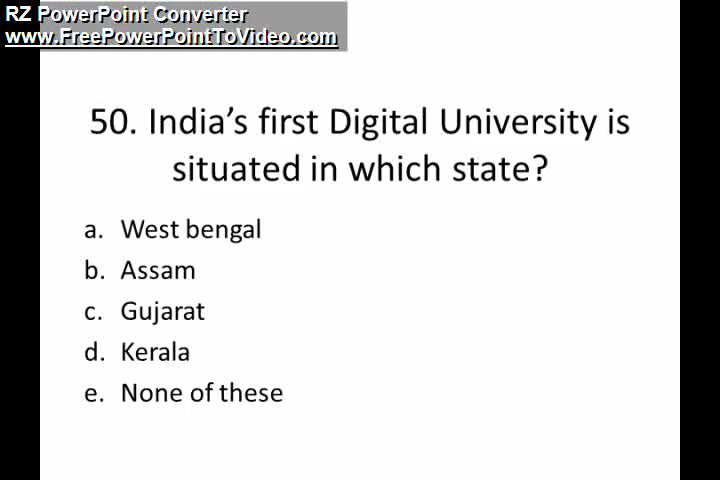 RZ PowerPoint Converter
www.FreePowerPointToVideo.com
50. India's first Digital University is
situated in which state?
a. West bengal
b. Assam
c. Gujarat
d. Kerala
e. None of these